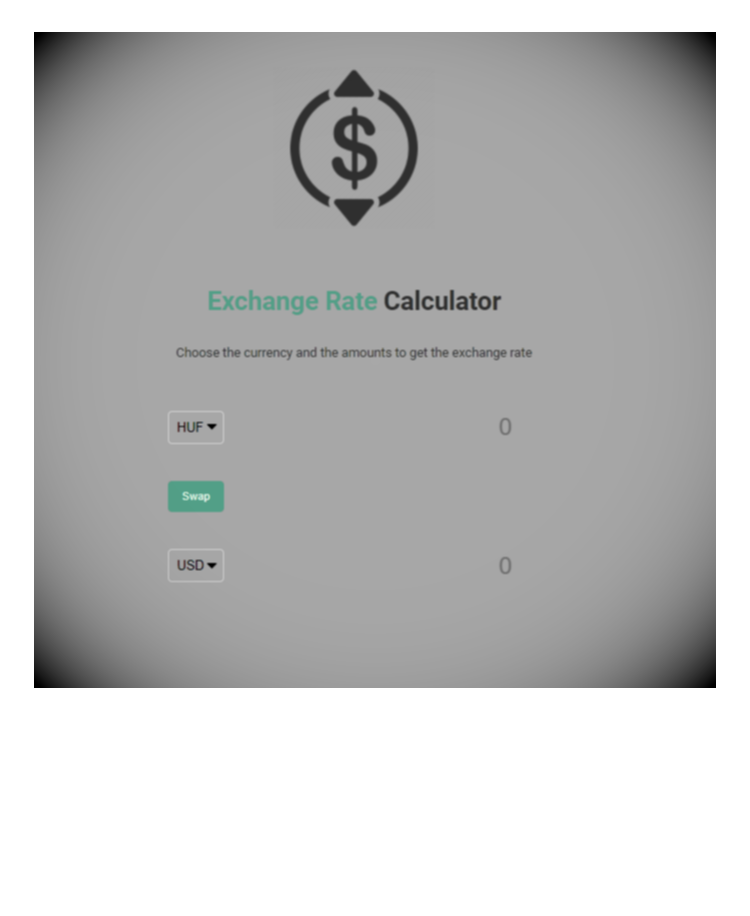 $
Exchange Rate Calculator
Choose the currency and the amounts to get the exchange rate
HUF 0
Swap
USD 0